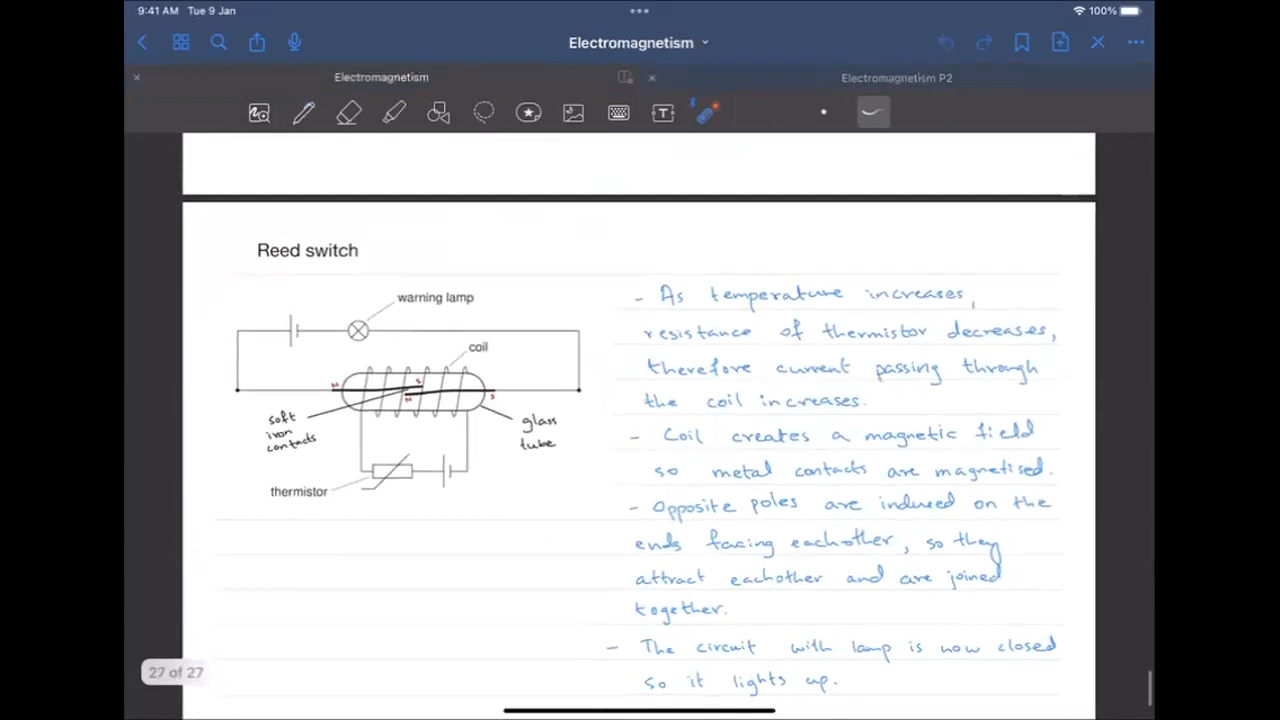 9:41 AM Tue 9 Jan
100%
Electromagnetism
Electromagnetism
Electromagnetism P2
Reed switch
warning lamp
coil
N
S
N
S
soft
iron
contacts
glass
tube
thermistor
- As temperature increases,
resistance of thermistor decreases,
therefore current passing through
the coil increases.
- Coil creates a magnetic field
so metal contacts are magnetised.
- Opposite poles are induced on the
ends facing eachother, so they
attract eachother and are joined
together.
- The circuit with lamp is now closed
so it lights up.
27 of 27